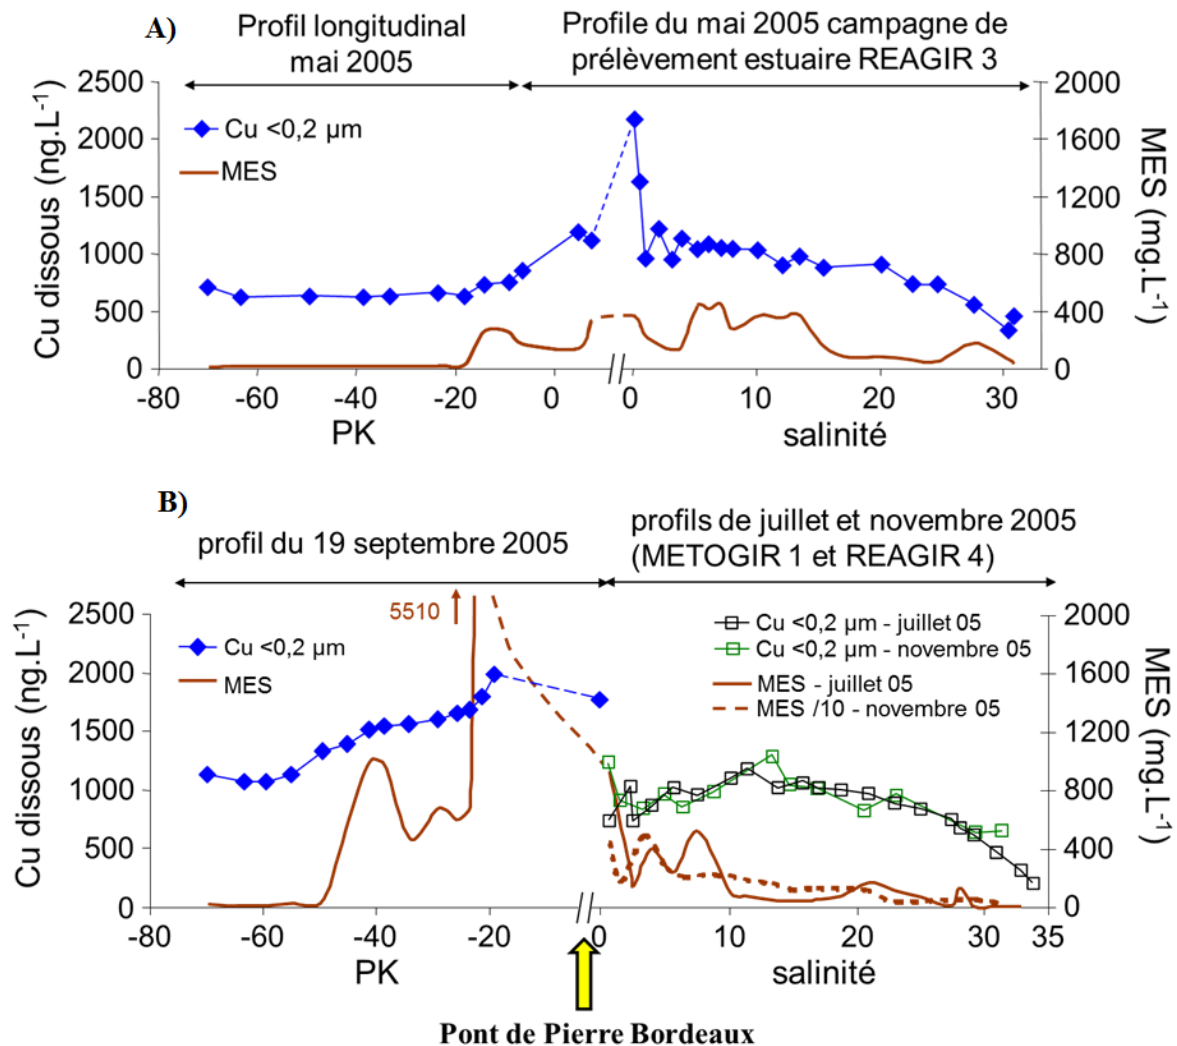 A)
Profil longitudinal
mai 2005
Profile du mai 2005 campagne de
prélèvement estuaire REAGIR 3
Cu dissous (ng.L-1)
2500
2000
1500
1000
500
0
Cu <0,2 µm
MES
2000
1600
1200
800
400
0
MES (mg.L-1)
-80 -60 -40 -20 0 0 10 20 30
PK
salinité
B)
profil du 19 septembre 2005
profils de juillet et novembre 2005
(METOGIR 1 et REAGIR 4)
Cu dissous (ng.L-1)
2500
2000
1500
1000
500
0
5510
Cu <0,2 µm
MES
Cu <0,2 µm - juillet 05
Cu <0,2 µm - novembre 05
MES - juillet 05
MES /10 - novembre 05
2000
1600
1200
800
400
0
MES (mg.L-1)
-80 -60 -40 -20 0 10 20 30 35
PK
salinité
Pont de Pierre Bordeaux